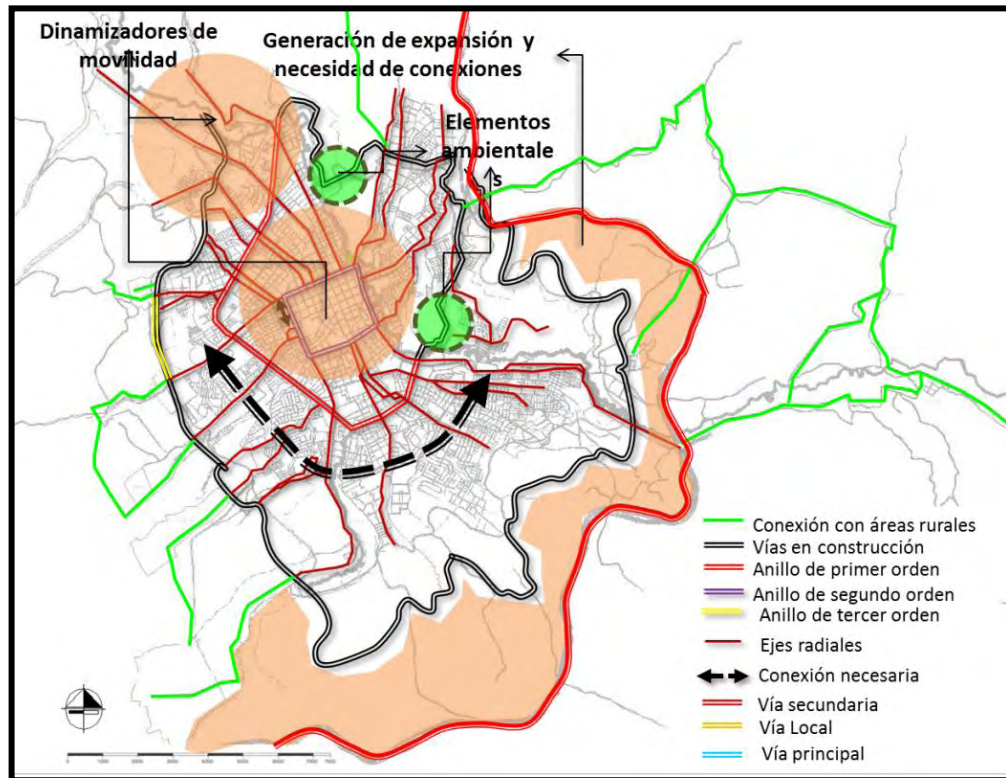 Dinamizadores de
movilidad
Generación de expansión y
necesidad de conexiones
Elementos
ambientale
s
Conexión con áreas rurales
Vías en construcción
Anillo de primer orden
Anillo de segundo orden
Anillo de tercer orden
Ejes radiales
Conexión necesaria
Vía secundaria
Vía Local
Vía principal